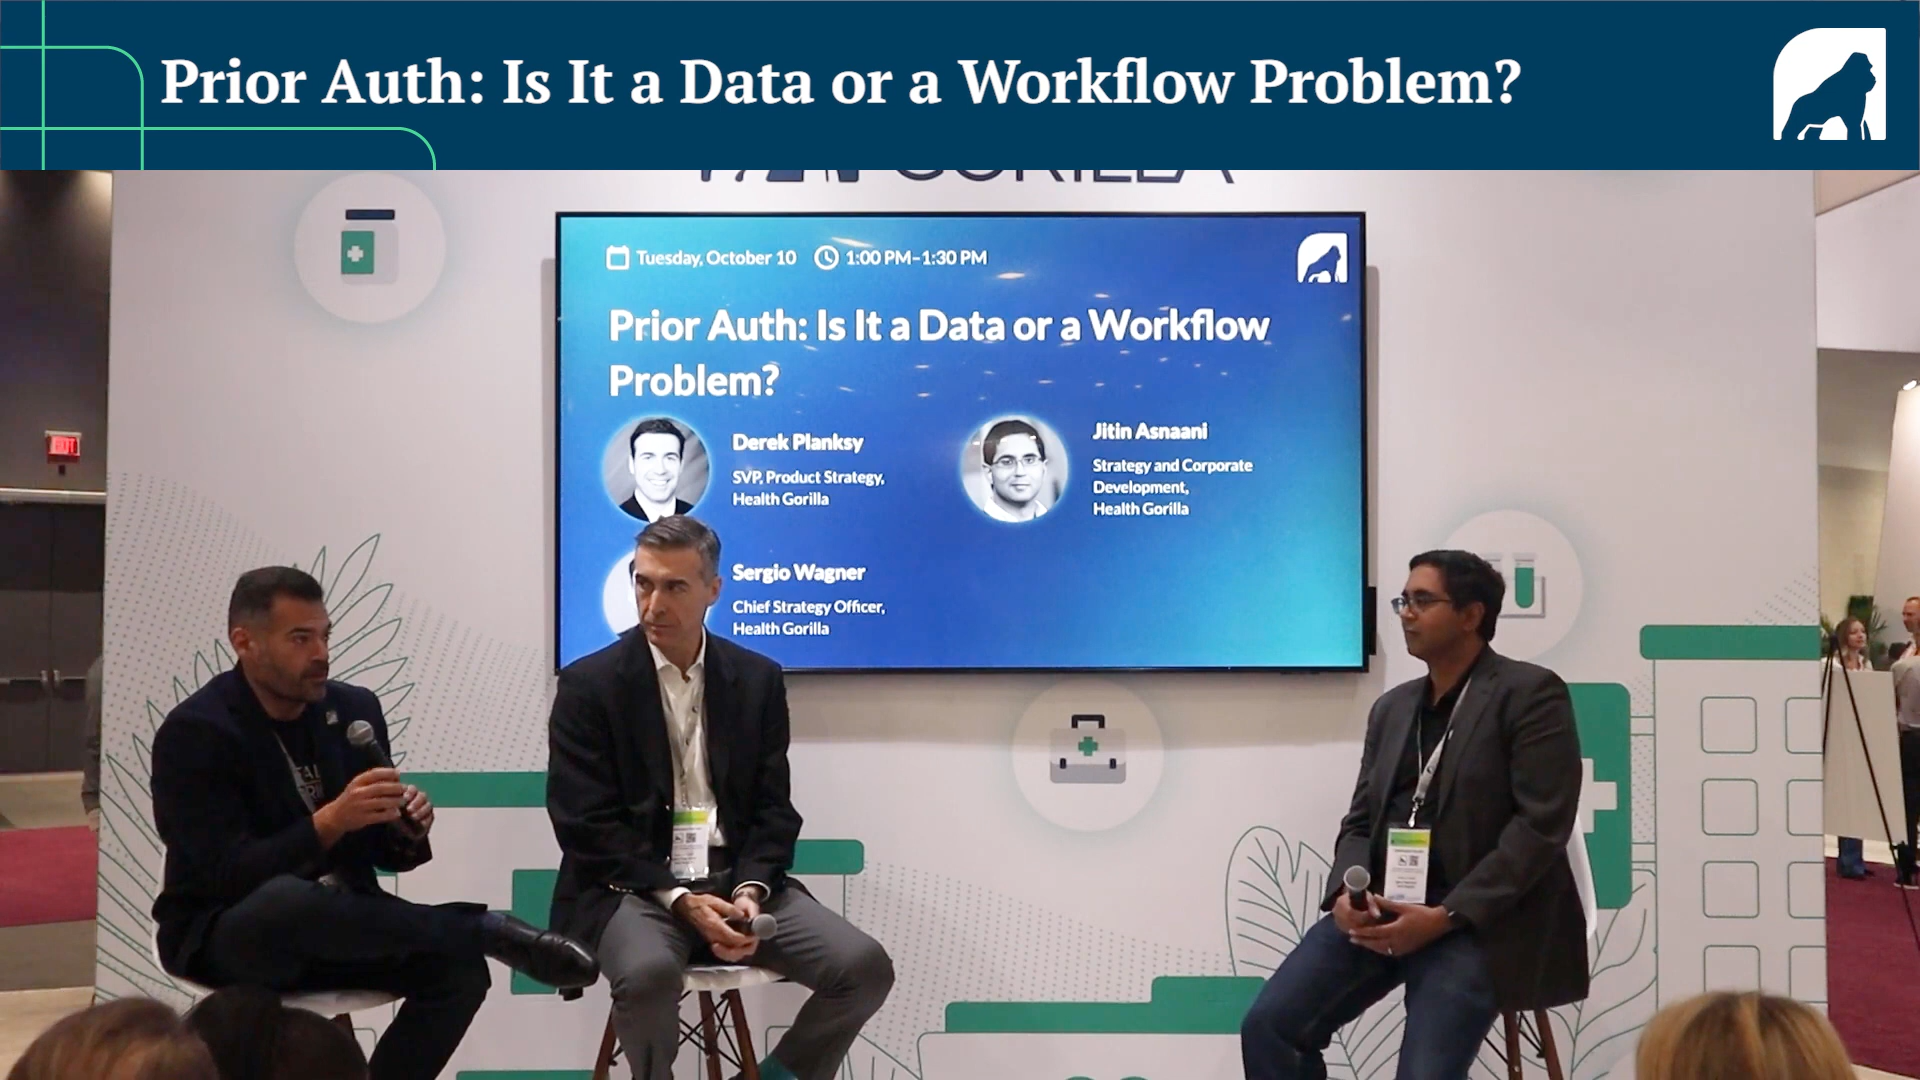 Prior Auth: Is It a Data or a Workflow Problem?
GORILLA
Tuesday, October 10 1:00 PM–1:30 PM
Prior Auth: Is It a Data or a Workflow
Problem?
Derek Planksy
SVP, Product Strategy,
Health Gorilla
Jitin Asnaani
Strategy and Corporate
Development,
Health Gorilla
Sergio Wagner
Chief Strategy Officer,
Health Gorilla
EXIT